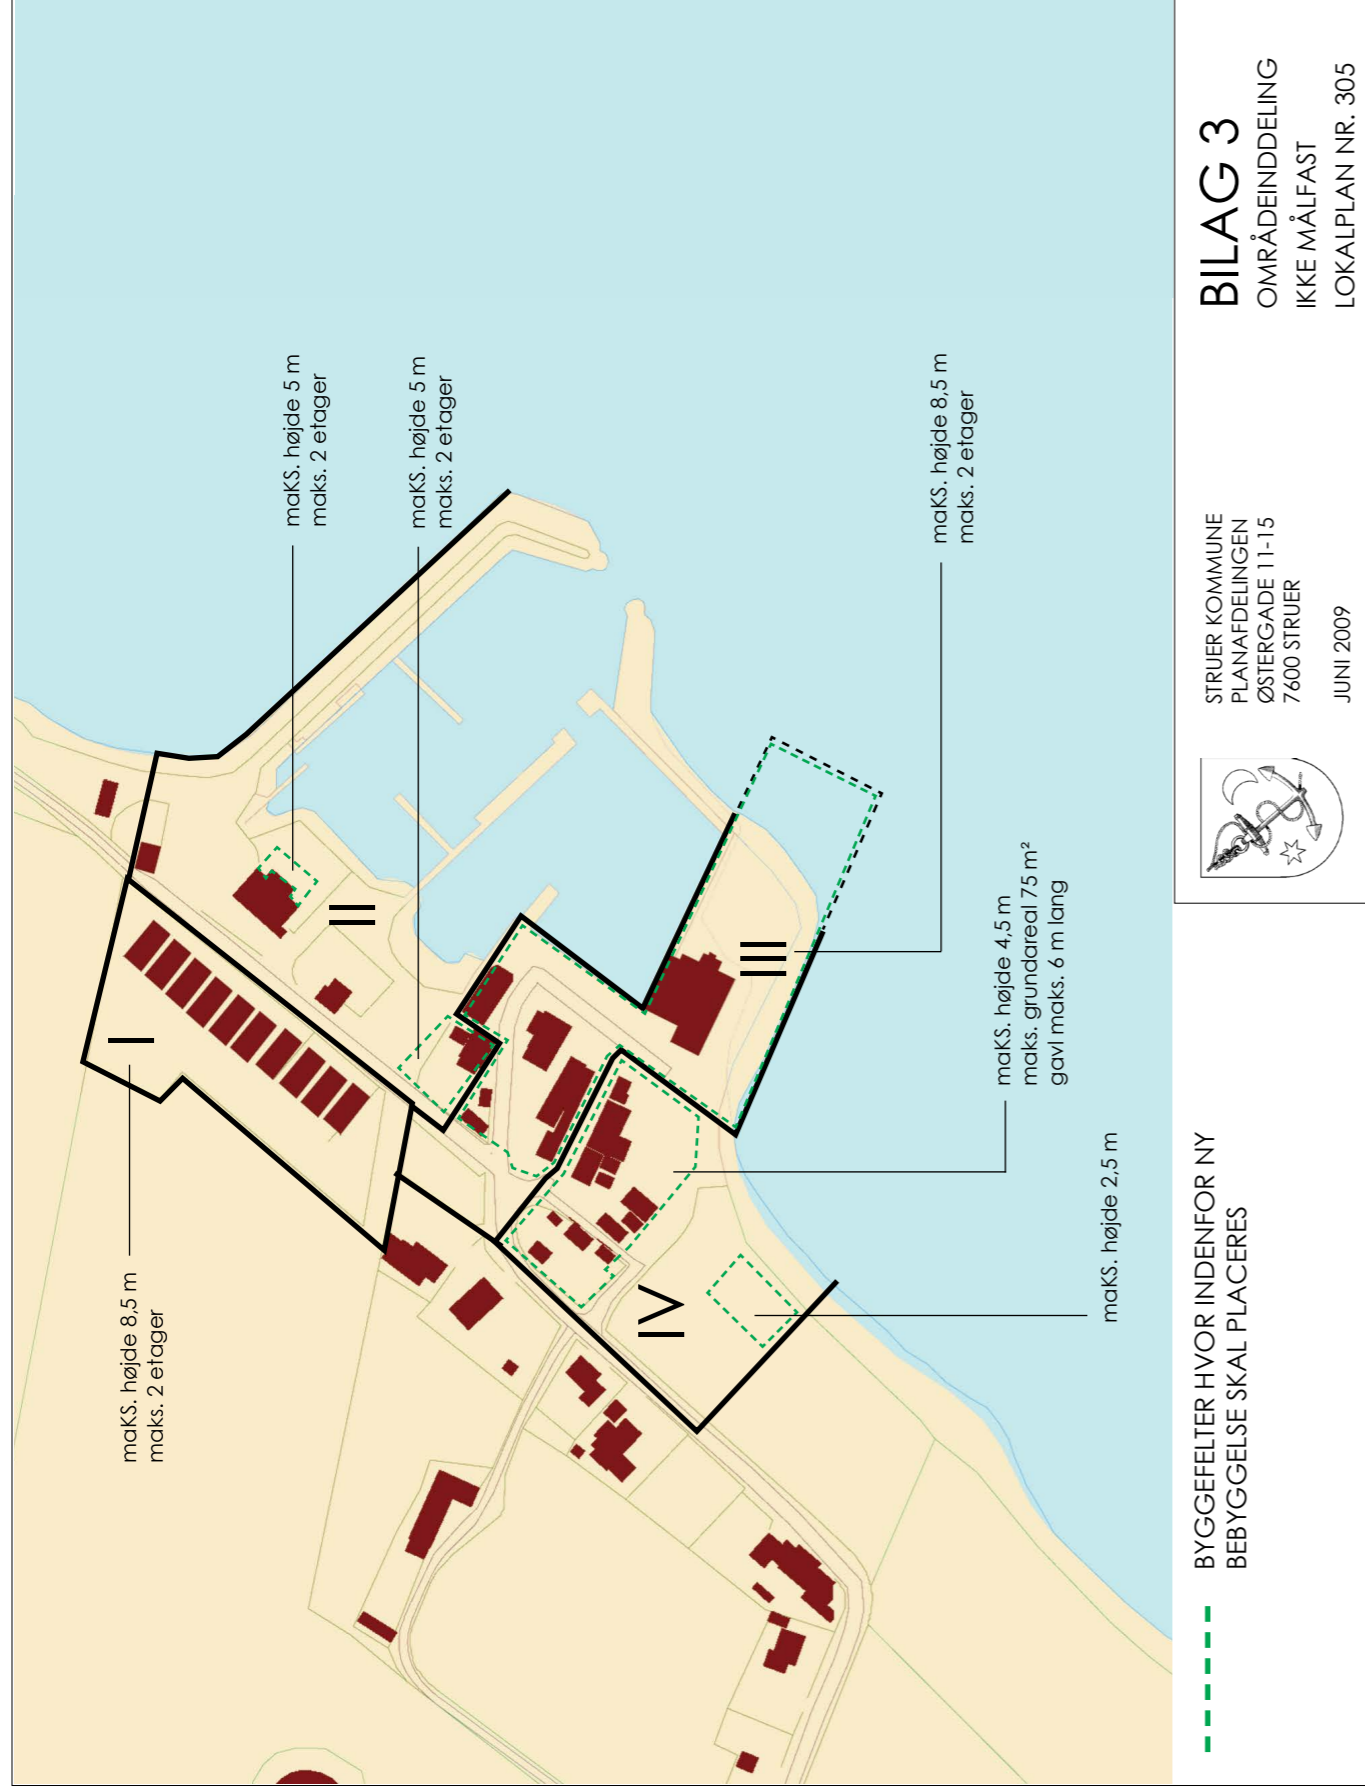 maKS. højde 8,5 m
maks. 2 etager
maKS. højde 5 m
maks. 2 etager
maKS. højde 5 m
maks. 2 etager
maKS. højde 8,5 m
maks. 2 etager
maKS. højde 4,5 m
maks. grundareal 75 m²
gavl maks. 6 m lang
maKS. højde 2,5 m
I
II
III
IV
BYGGEFELTER HVOR INDENFOR NY
BEBYGGELSE SKAL PLACERES
STRUER KOMMUNE
PLANAFDELINGEN
ØSTERGADE 11-15
7600 STRUER
JUNI 2009
BILAG 3
OMRÅDEINDDELING
IKKE MÅLFAST
LOKALPLAN NR. 305